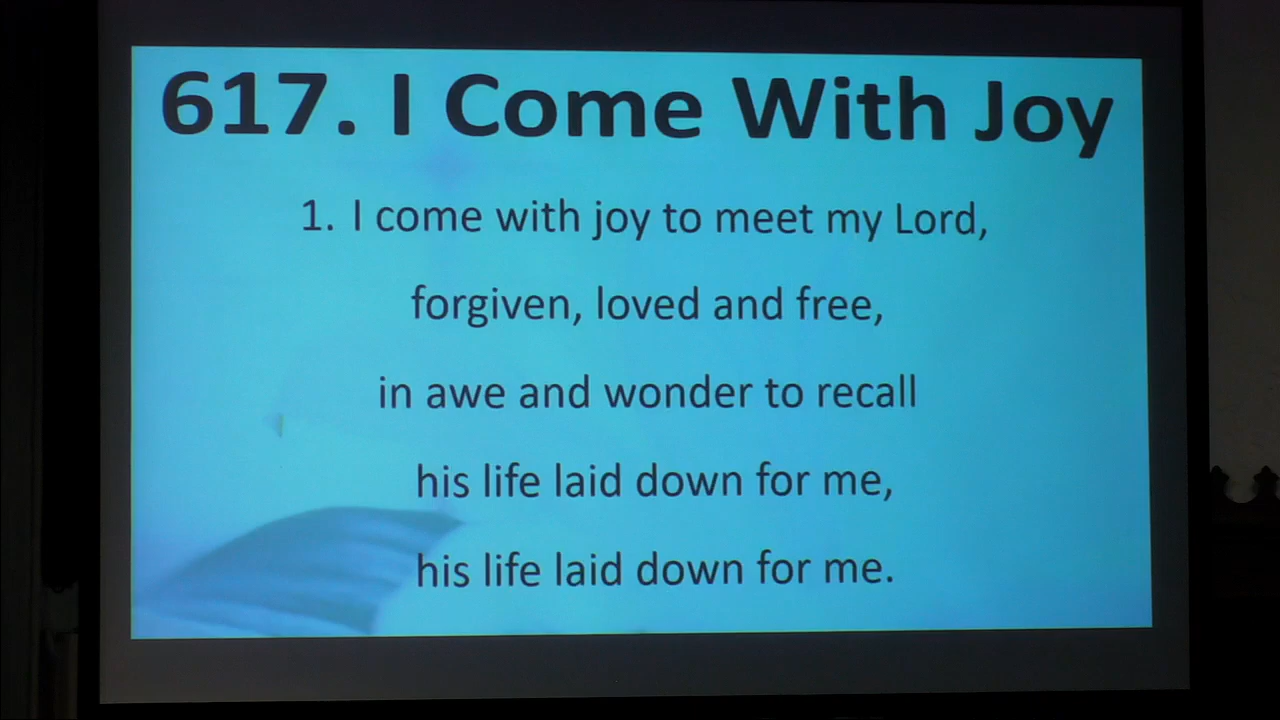 617. I Come With Joy
1. I come with joy to meet my Lord,
forgiven, loved and free,
in awe and wonder to recall
his life laid down for me,
his life laid down for me.